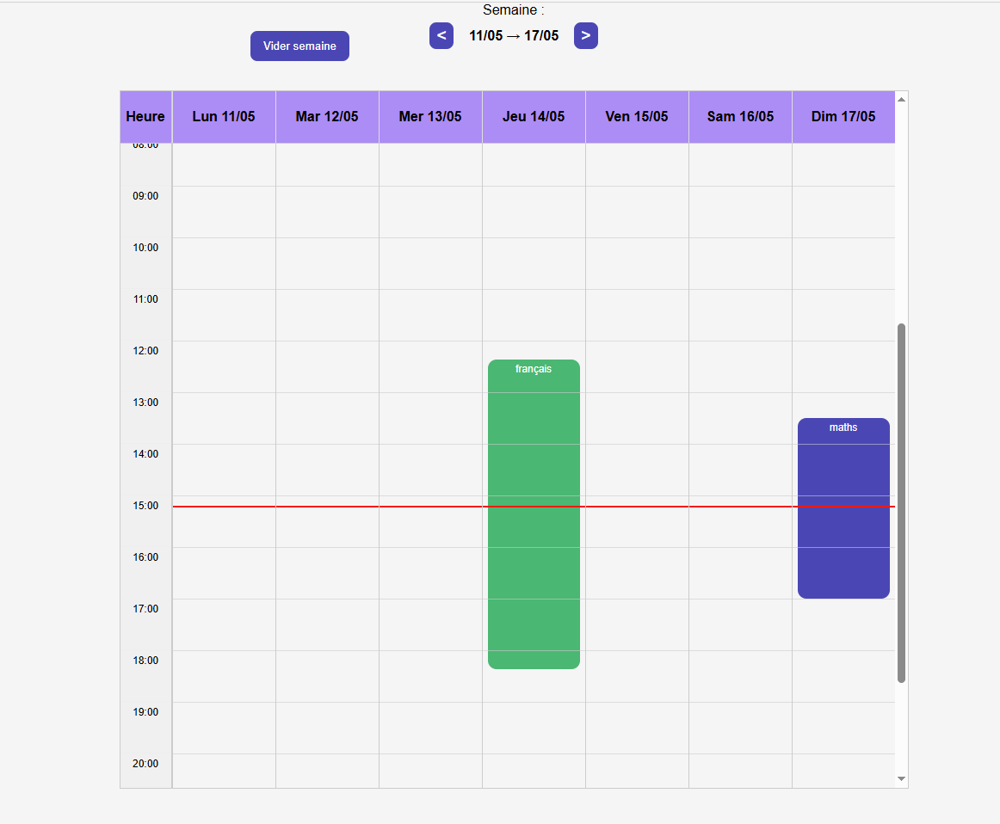 Semaine :
Vider semaine
< 11/05 → 17/05 >
Heure Lun 11/05 Mar 12/05 Mer 13/05 Jeu 14/05 Ven 15/05 Sam 16/05 Dim 17/05
08:00
09:00
10:00
11:00
12:00
français
13:00
maths
14:00
15:00
16:00
17:00
18:00
19:00
20:00